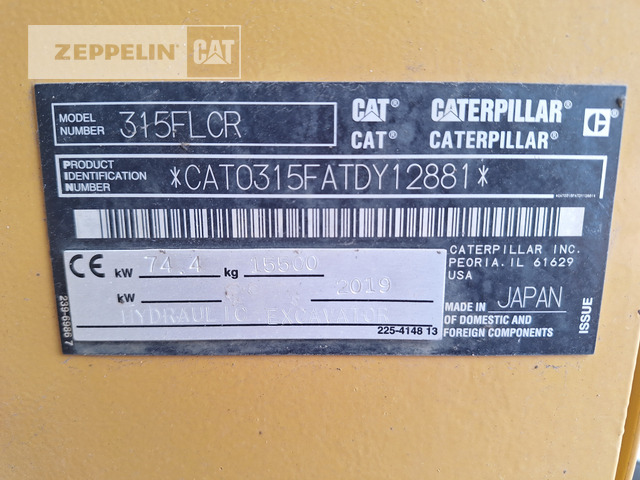 ZEPPELIN CAT
MODEL NUMBER 315FLCR
CAT® CATERPILLAR®
CAT® CATERPILLAR®
PRODUCT IDENTIFICATION NUMBER *CAT0315FATDY12881*
CE kW 74.4 kg 15500
kW 2019
HYDRAULIC EXCAVATOR
225-4148 13
239-6986 7
CATERPILLAR INC.
PEORIA, IL 61629
USA
MADE IN JAPAN
OF DOMESTIC AND
FOREIGN COMPONENTS
ISSUE